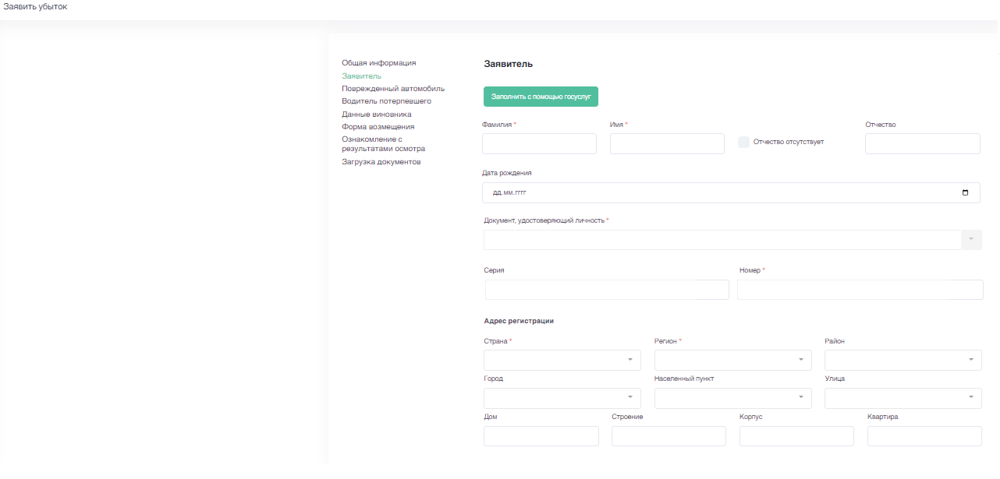 Заявить убыток
Общая информация
Заявитель
Поврежденный автомобиль
Водитель потерпевшего
Данные виновника
Форма возмещения
Ознакомление с
результатами осмотра
Загрузка документов
Заявитель
Заполнить с помощью госуслуг
Фамилия * Имя * Отчество
Отчество отсутствует
Дата рождения
дд.мм.гггг
Документ, удостоверяющий личность *
Серия Номер *
Адрес регистрации
Страна * Регион * Район
Город Населенный пункт Улица
Дом Строение Корпус Квартира